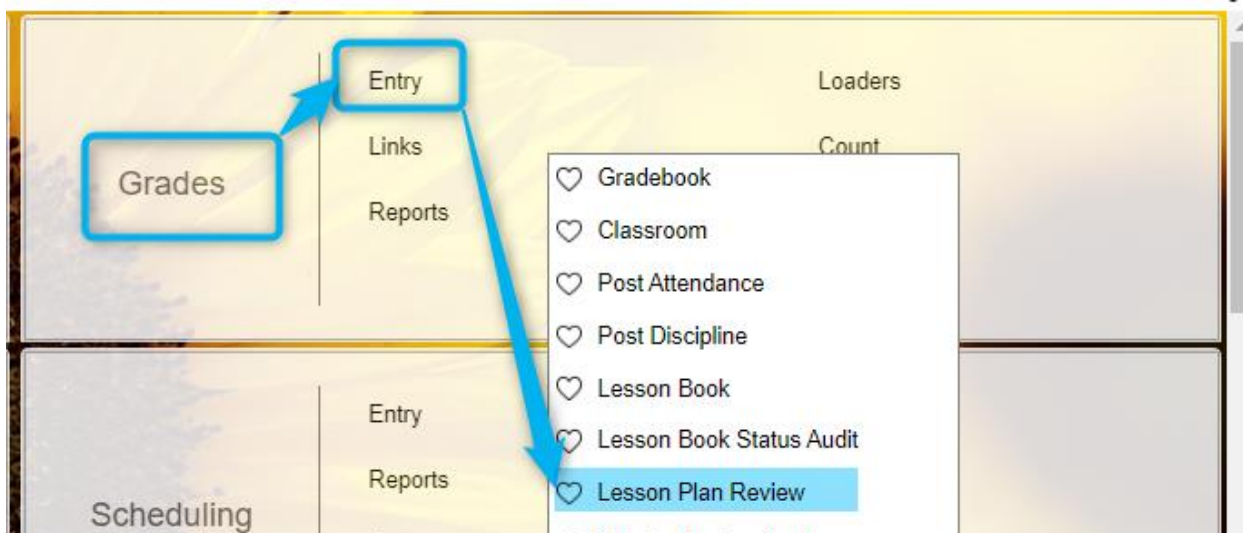 Grades
Entry
Links
Reports
Loaders
Count
Gradebook
Classroom
Post Attendance
Post Discipline
Lesson Book
Lesson Book Status Audit
Lesson Plan Review
Scheduling
Entry
Reports